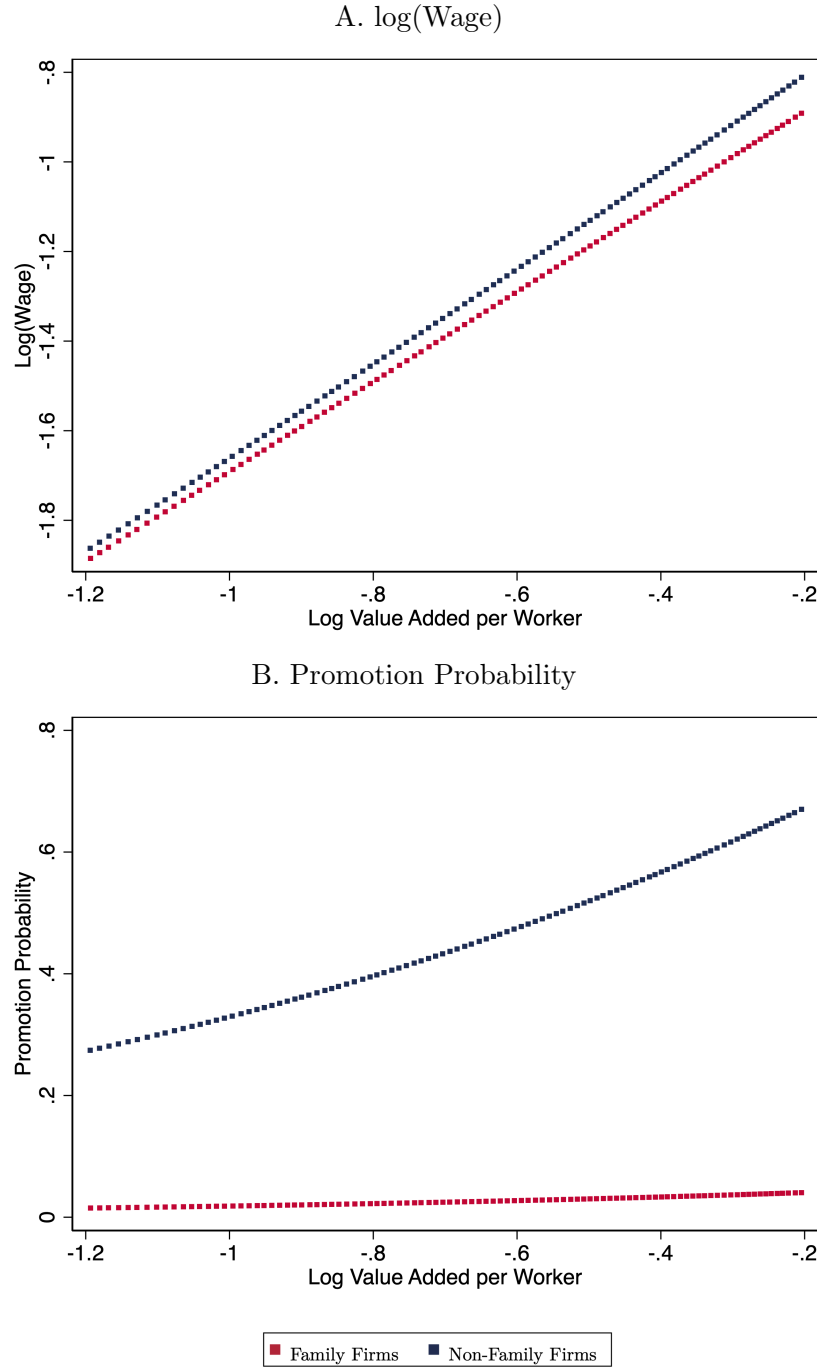 A. log(Wage)
-.8
-1
-1.2
-1.4
-1.6
-1.8
Log(Wage)
-1.2 -1 -.8 -.6 -.4 -.2
Log Value Added per Worker
B. Promotion Probability
.8
.6
.4
.2
0
Promotion Probability
-1.2 -1 -.8 -.6 -.4 -.2
Log Value Added per Worker
Family Firms Non-Family Firms